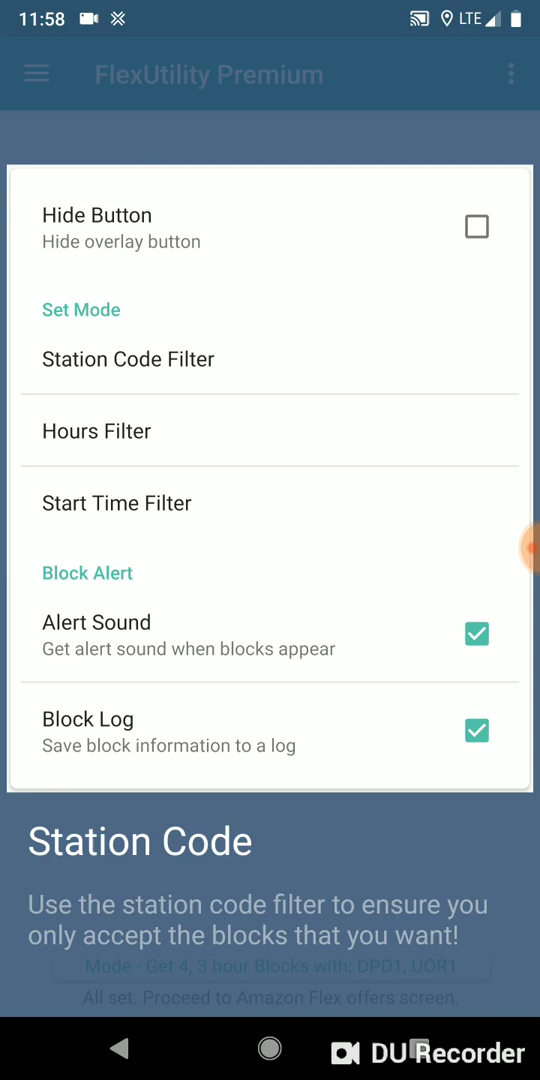 11:58
LTE
FlexUtility Premium
Hide Button
Hide overlay button
Set Mode
Station Code Filter
Hours Filter
Start Time Filter
Block Alert
Alert Sound
Get alert sound when blocks appear
Block Log
Save block information to a log
Station Code
Use the station code filter to ensure you
only accept the blocks that you want!
Mode - Get 4, 3 hour Blocks with: DPD1, UOR1
All set. Proceed to Amazon Flex offers screen.
DU Recorder